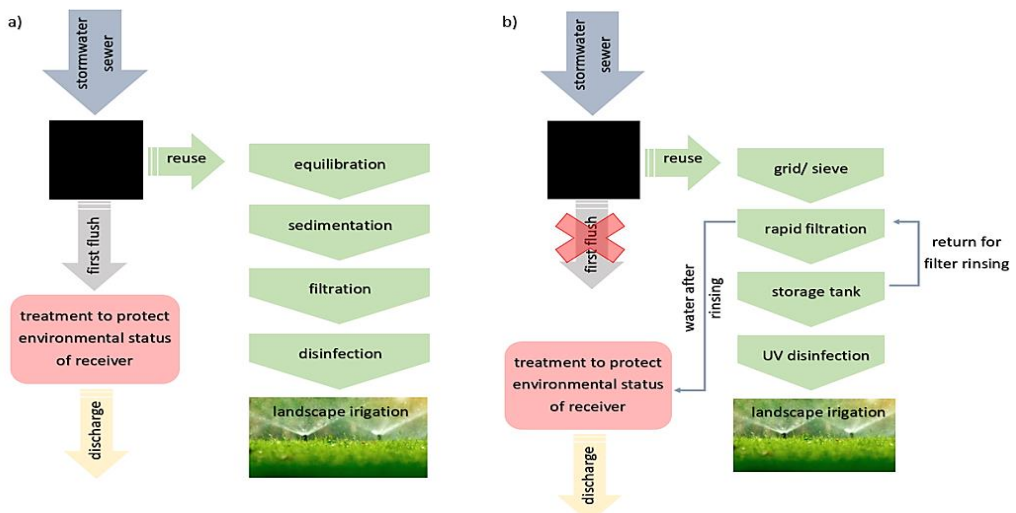 a)
stormwater
sewer
reuse
first flush
treatment to protect
environmental status
of receiver
discharge
equilibration
sedimentation
filtration
disinfection
landscape irigation
b)
stormwater
sewer
reuse
first flush
grid/ sieve
rapid filtration
storage tank
UV disinfection
landscape irigation
return for
filter rinsing
water after
rinsing
treatment to protect
environmental status
of receiver
discharge